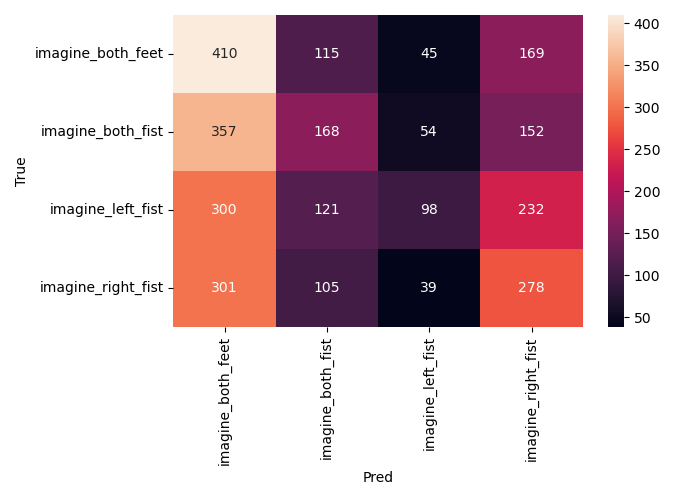 imagine_both_feet 410 115 45 169
imagine_both_fist 357 168 54 152
imagine_left_fist 300 121 98 232
imagine_right_fist 301 105 39 278
True
imagine_both_feet
imagine_both_fist
imagine_left_fist
imagine_right_fist
Pred
400
350
300
250
200
150
100
50